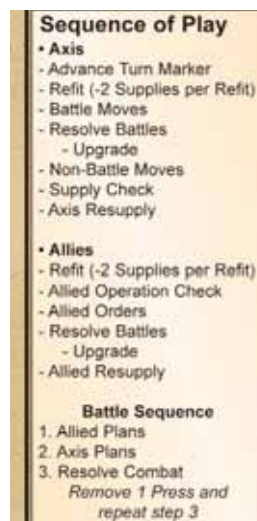 Sequence of Play
• Axis
- Advance Turn Marker
- Refit (-2 Supplies per Refit)
- Battle Moves
- Resolve Battles
- Upgrade
- Non-Battle Moves
- Supply Check
- Axis Resupply
• Allies
- Refit (-2 Supplies per Refit)
- Allied Operation Check
- Allied Orders
- Resolve Battles
- Upgrade
- Allied Resupply
Battle Sequence
1. Allied Plans
2. Axis Plans
3. Resolve Combat
Remove 1 Press and
repeat step 3